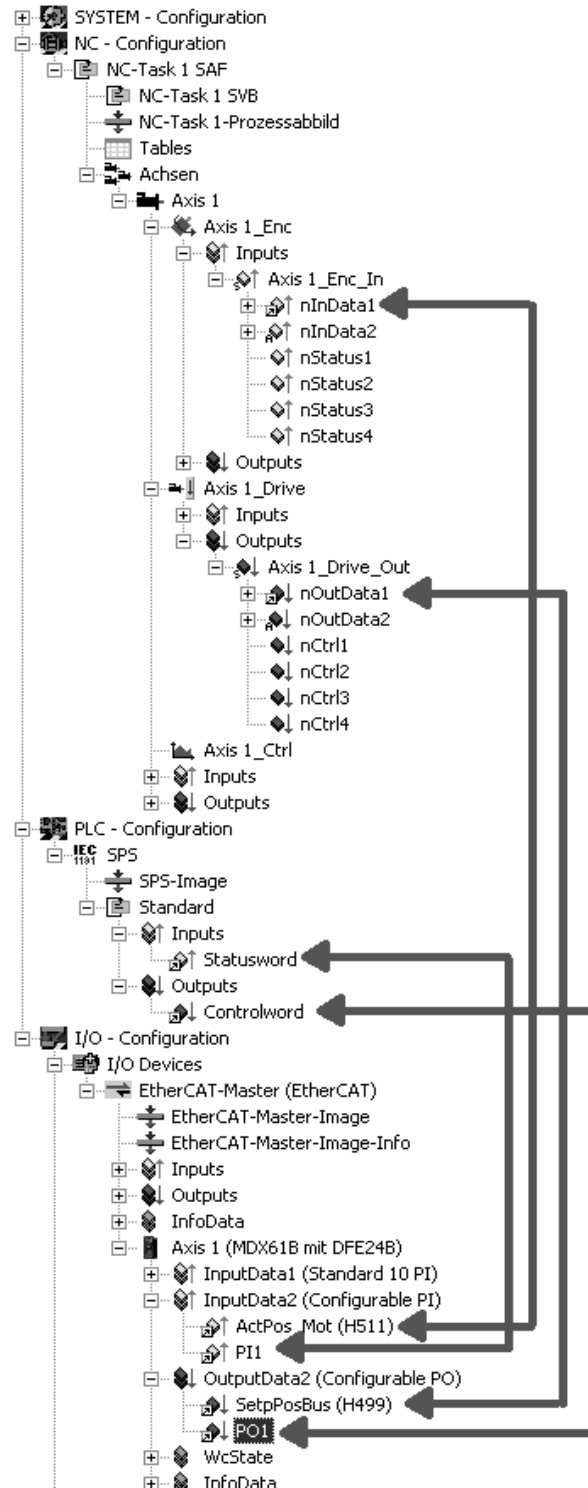 SYSTEM - Configuration
NC - Configuration
NC-Task 1 SAF
NC-Task 1 SVB
NC-Task 1-Prozessabbild
Tables
Achsen
Axis 1
Axis 1_Enc
Inputs
Axis 1_Enc_In
nInData1
nInData2
nStatus1
nStatus2
nStatus3
nStatus4
Outputs
Axis 1_Drive
Inputs
Outputs
Axis 1_Drive_Out
nOutData1
nOutData2
nCtrl1
nCtrl2
nCtrl3
nCtrl4
Axis 1_Ctrl
Inputs
Outputs
PLC - Configuration
IEC 1131 SPS
SPS-Image
Standard
Inputs
Statusword
Outputs
Controlword
I/O - Configuration
I/O Devices
EtherCAT-Master (EtherCAT)
EtherCAT-Master-Image
EtherCAT-Master-Image-Info
Inputs
Outputs
InfoData
Axis 1 (MDX61B mit DFE24B)
InputData1 (Standard 10 PI)
InputData2 (Configurable PI)
ActPos_Mot (H511)
PI1
OutputData2 (Configurable PO)
SetpPosBus (H499)
PO1
WcState
InfoData